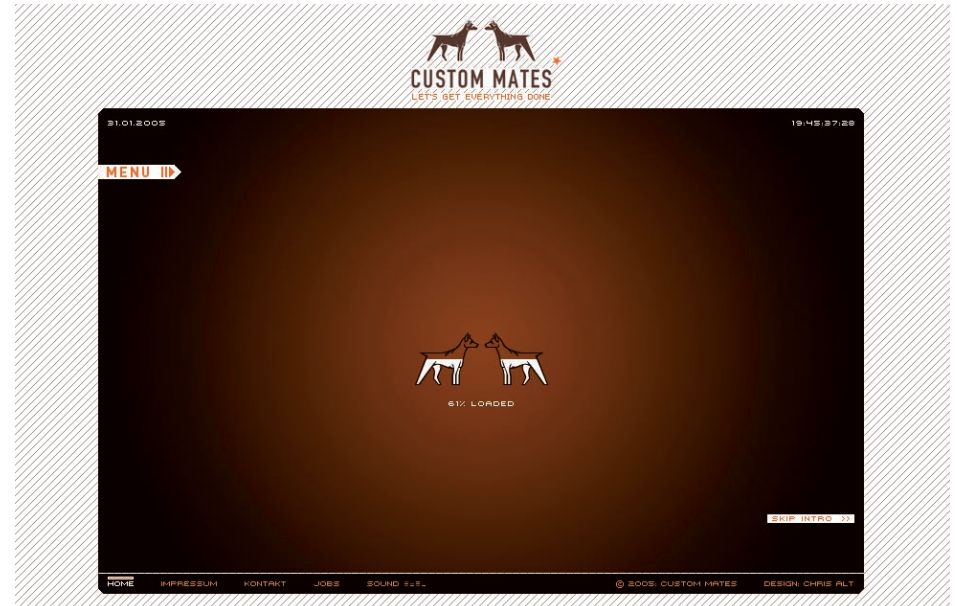 CUSTOM MATES
LET'S GET EVERYTHING DONE
31.01.2005 19:45:37:28
MENU
61% LOADED
SKIP INTRO >>
HOME IMPRESSUM KONTAKT JOBS SOUND © 2005: CUSTOM MATES DESIGN: CHRIS ALT